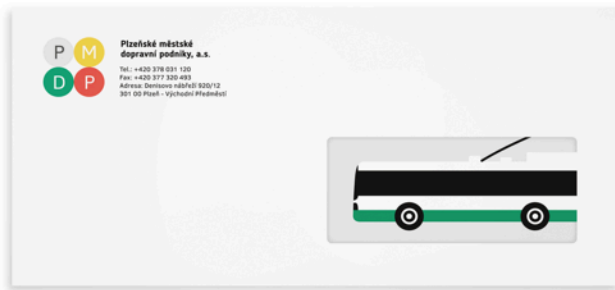 P M
D P
Plzeňské městské
dopravní podniky, a.s.
Tel.: +420 378 031 120
Fax: +420 377 320 493
Adresa: Denisovo nábřeží 920/12
301 00 Plzeň - Východní Předměstí